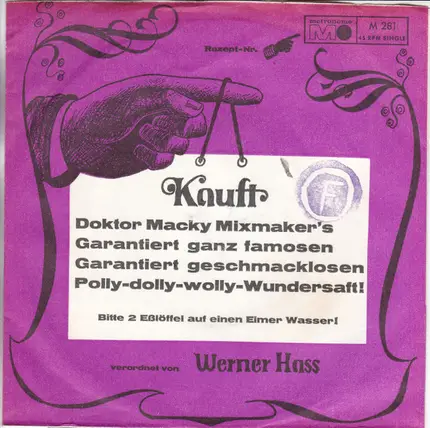 Rezept-Nr.
METRONOME
M 281
45 RPM SINGLE
Kauft
F
Doktor Macky Mixmaker's
Garantiert ganz famosen
Garantiert geschmacklosen
Polly-dolly-wolly-Wundersaft!
Bitte 2 Eßlöffel auf einen Eimer Wasser!
verordnet von Werner Hass